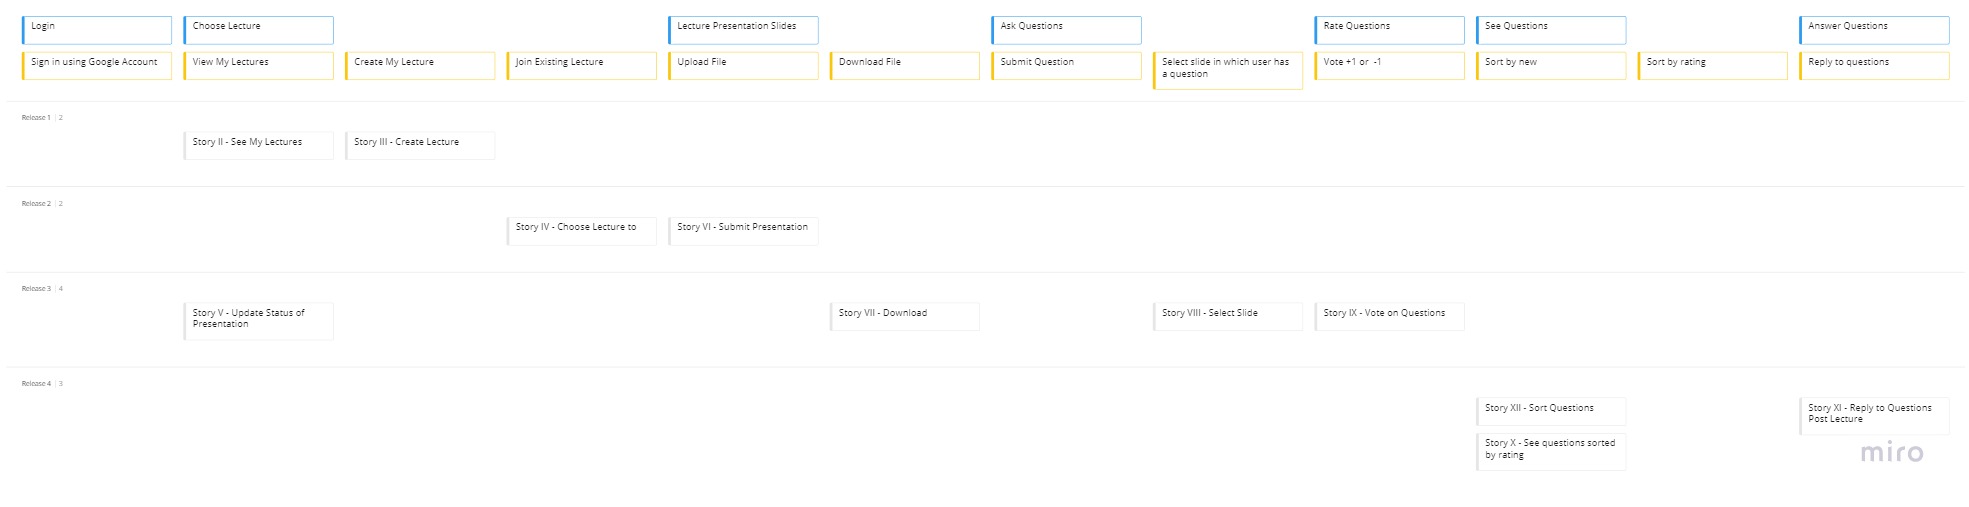 Login
Choose Lecture
Lecture Presentation Slides
Ask Questions
Rate Questions
See Questions
Answer Questions
Sign in using Google Account
View My Lectures
Create My Lecture
Join Existing Lecture
Upload File
Download File
Submit Question
Select slide in which user has
a question
Vote +1 or  -1
Sort by new
Sort by rating
Reply to questions
Release 1 | 2
Story II - See My Lectures
Story III - Create Lecture
Release 2 | 2
Story IV - Choose Lecture to
Story VI - Submit Presentation
Release 3 | 4
Story V - Update Status of
Presentation
Story VII - Download
Story VIII - Select Slide
Story IX - Vote on Questions
Release 4 | 3
Story XII - Sort Questions
Story XI - Reply to Questions
Post Lecture
Story X - See questions sorted
by rating
miro